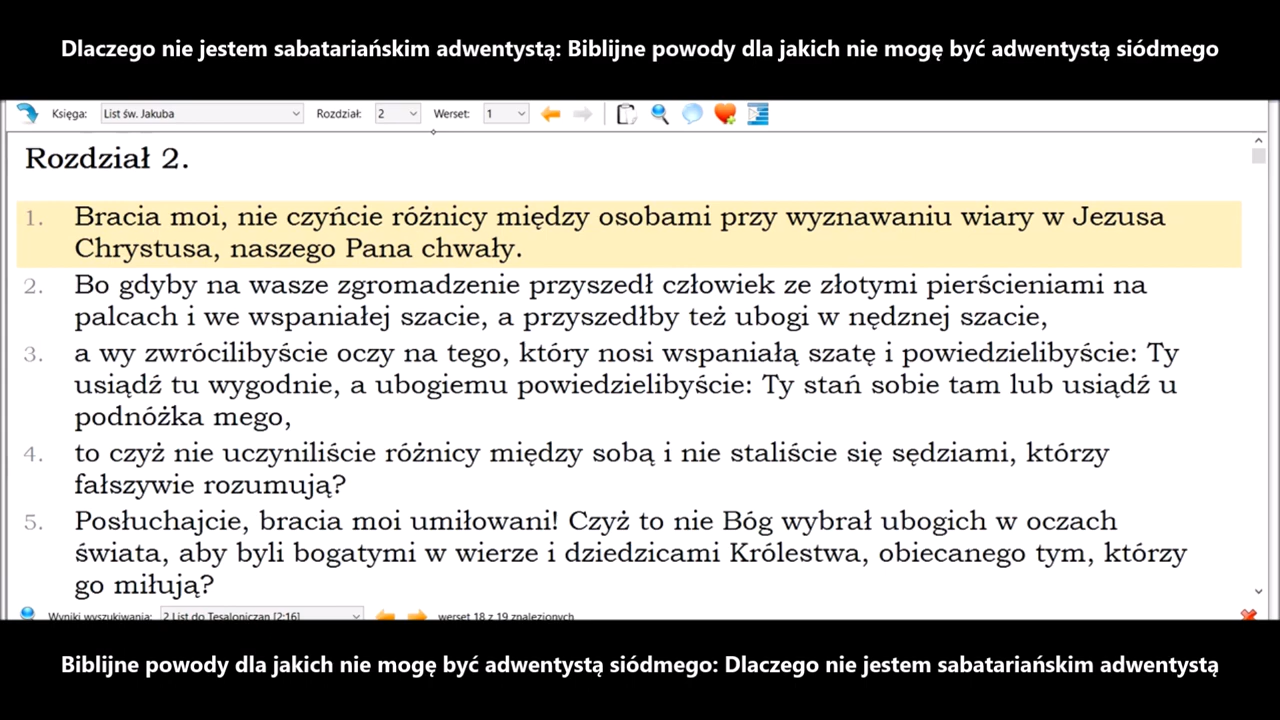 Dlaczego nie jestem sabatariańskim adwentystą: Biblijne powody dla jakich nie mogę być adwentystą siódmego
Księga: List św. Jakuba Rozdział: 2 Werset: 1
Rozdział 2.
1. Bracia moi, nie czyńcie różnicy między osobami przy wyznawaniu wiary w Jezusa
Chrystusa, naszego Pana chwały.
2. Bo gdyby na wasze zgromadzenie przyszedł człowiek ze złotymi pierścieniami na
palcach i we wspaniałej szacie, a przyszedłby też ubogi w nędznej szacie,
3. a wy zwrócilibyście oczy na tego, który nosi wspaniałą szatę i powiedzielibyście: Ty
usiądź tu wygodnie, a ubogiemu powiedzielibyście: Ty stań sobie tam lub usiądź u
podnóżka mego,
4. to czyż nie uczyniliście różnicy między sobą i nie staliście się sędziami, którzy
fałszywie rozumują?
5. Posłuchajcie, bracia moi umiłowani! Czyż to nie Bóg wybrał ubogich w oczach
świata, aby byli bogatymi w wierze i dziedzicami Królestwa, obiecanego tym, którzy
go miłują?
Wyniki wyszukiwania: 2 List do Tesaloniczan [2:16] werset 18 z 19 znalezionych
Biblijne powody dla jakich nie mogę być adwentystą siódmego: Dlaczego nie jestem sabatariańskim adwentystą